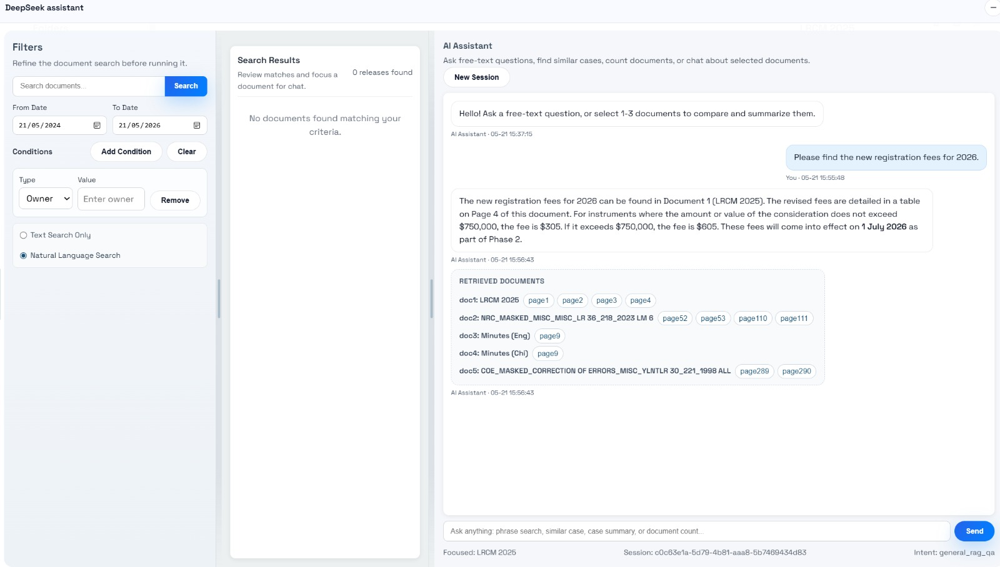 DeepSeek assistant
Filters
Refine the document search before running it.
Search documents...
Search
From Date
To Date
21/05/2024
21/05/2026
Conditions
Add Condition
Clear
Type
Value
Owner
Enter owner
Remove
Text Search Only
Natural Language Search
Search Results
Review matches and focus a
document for chat.
0 releases found
No documents found matching your
criteria.
AI Assistant
Ask free-text questions, find similar cases, count documents, or chat about selected documents.
New Session
Hello! Ask a free-text question, or select 1-3 documents to compare and summarize them.
AI Assistant · 05-21 15:37:15
Please find the new registration fees for 2026.
You · 05-21 15:55:48
The new registration fees for 2026 can be found in Document 1 (LRCM 2025). The revised fees are detailed in a table
on Page 4 of this document. For instruments where the amount or value of the consideration does not exceed
$750,000, the fee is $305. If it exceeds $750,000, the fee is $605. These fees will come into effect on 1 July 2026 as
part of Phase 2.
AI Assistant · 05-21 15:56:43
RETRIEVED DOCUMENTS
doc1: LRCM 2025 page1 page2 page3 page4
doc2: NRC_MASKED_MISC_MISC_LR 36_218_2023 LM 6 page52 page53 page110 page111
doc3: Minutes (Eng) page9
doc4: Minutes (Chi) page9
doc5: COE_MASKED_CORRECTION OF ERRORS_MISC_YLNTLR 30_221_1998 ALL page289 page290
AI Assistant · 05-21 15:56:43
Ask anything: phrase search, similar case, case summary, or document count...
Send
Focused: LRCM 2025
Session: c0c63e1a-5d79-4b81-aaa8-5b7469434d83
Intent: general_rag_qa